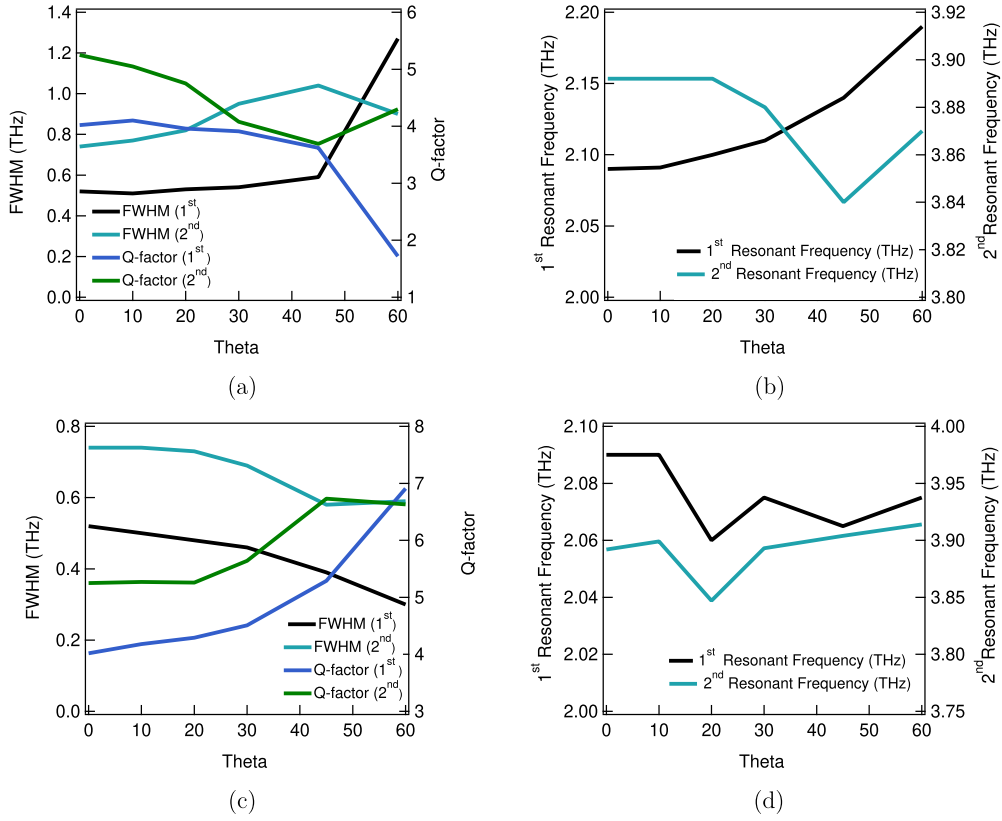 1.4
1.2
1.0
0.8
0.6
0.4
0.2
0.0
FWHM (THz)
6
5
4
3
2
1
Q-factor
FWHM (1st)
FWHM (2nd)
Q-factor (1st)
Q-factor (2nd)
0 10 20 30 40 50 60
Theta
(a)
2.20
2.15
2.10
2.05
2.00
1st Resonant Frequency (THz)
3.92
3.90
3.88
3.86
3.84
3.82
3.80
2nd Resonant Frequency (THz)
1st Resonant Frequency (THz)
2nd Resonant Frequency (THz)
0 10 20 30 40 50 60
Theta
(b)
0.8
0.6
0.4
0.2
0.0
FWHM (THz)
8
7
6
5
4
3
Q-factor
FWHM (1st)
FWHM (2nd)
Q-factor (1st)
Q-factor (2nd)
0 10 20 30 40 50 60
Theta
(c)
2.10
2.08
2.06
2.04
2.02
2.00
1st Resonant Frequency (THz)
4.00
3.95
3.90
3.85
3.80
3.75
2nd Resonant Frequency (THz)
1st Resonant Frequency (THz)
2nd Resonant Frequency (THz)
0 10 20 30 40 50 60
Theta
(d)